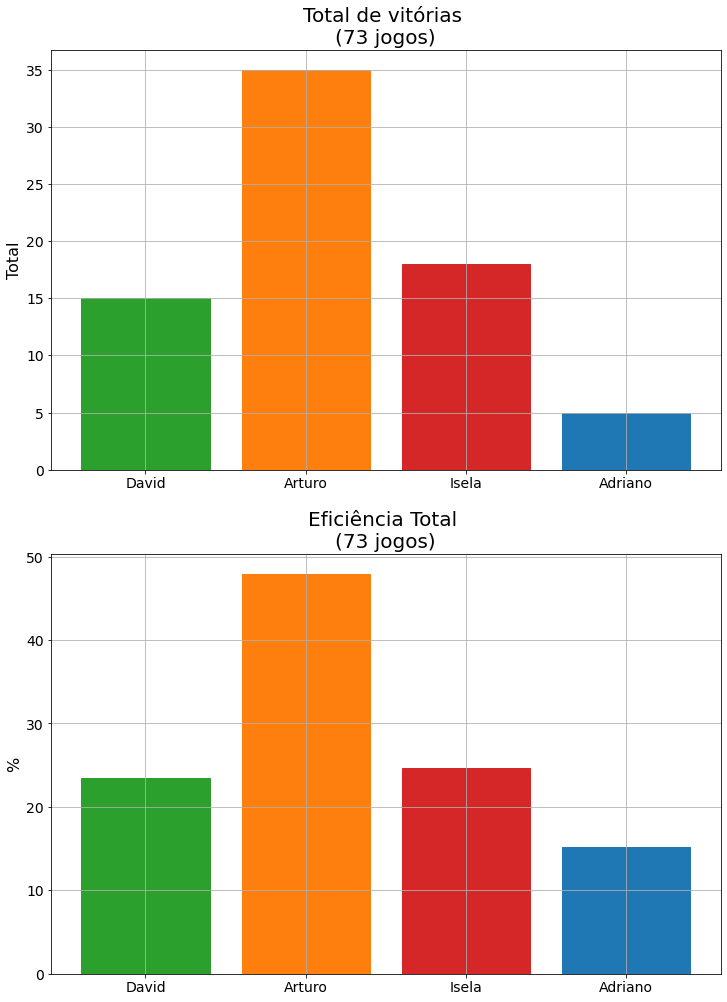 Total de vitórias
(73 jogos)
35
30
25
20
15
10
5
0
Total
David Arturo Isela Adriano
Eficiência Total
(73 jogos)
50
40
30
20
10
0
%
David Arturo Isela Adriano